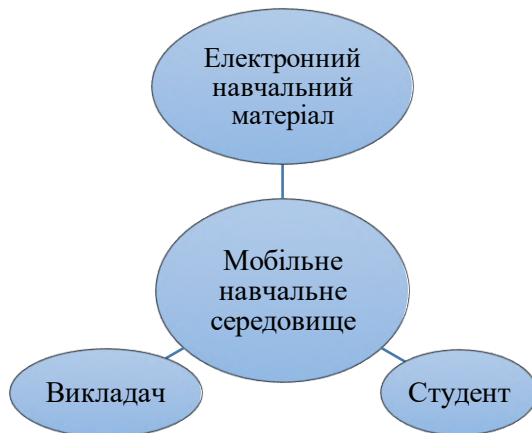 Електронний
навчальний
матеріал
Мобільне
навчальне
середовище
Викладач
Студент